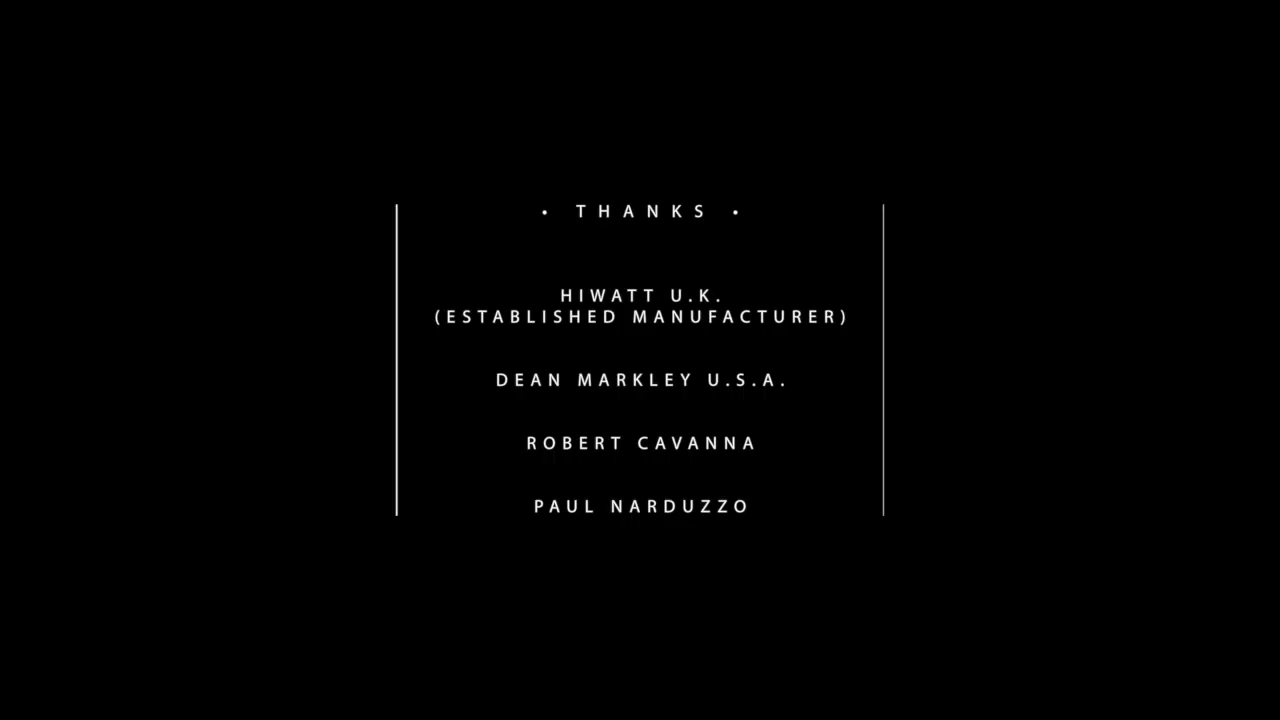 • THANKS •
HIWATT U.K.
(ESTABLISHED MANUFACTURER)
DEAN MARKLEY U.S.A.
ROBERT CAVANNA
PAUL NARDUZZO